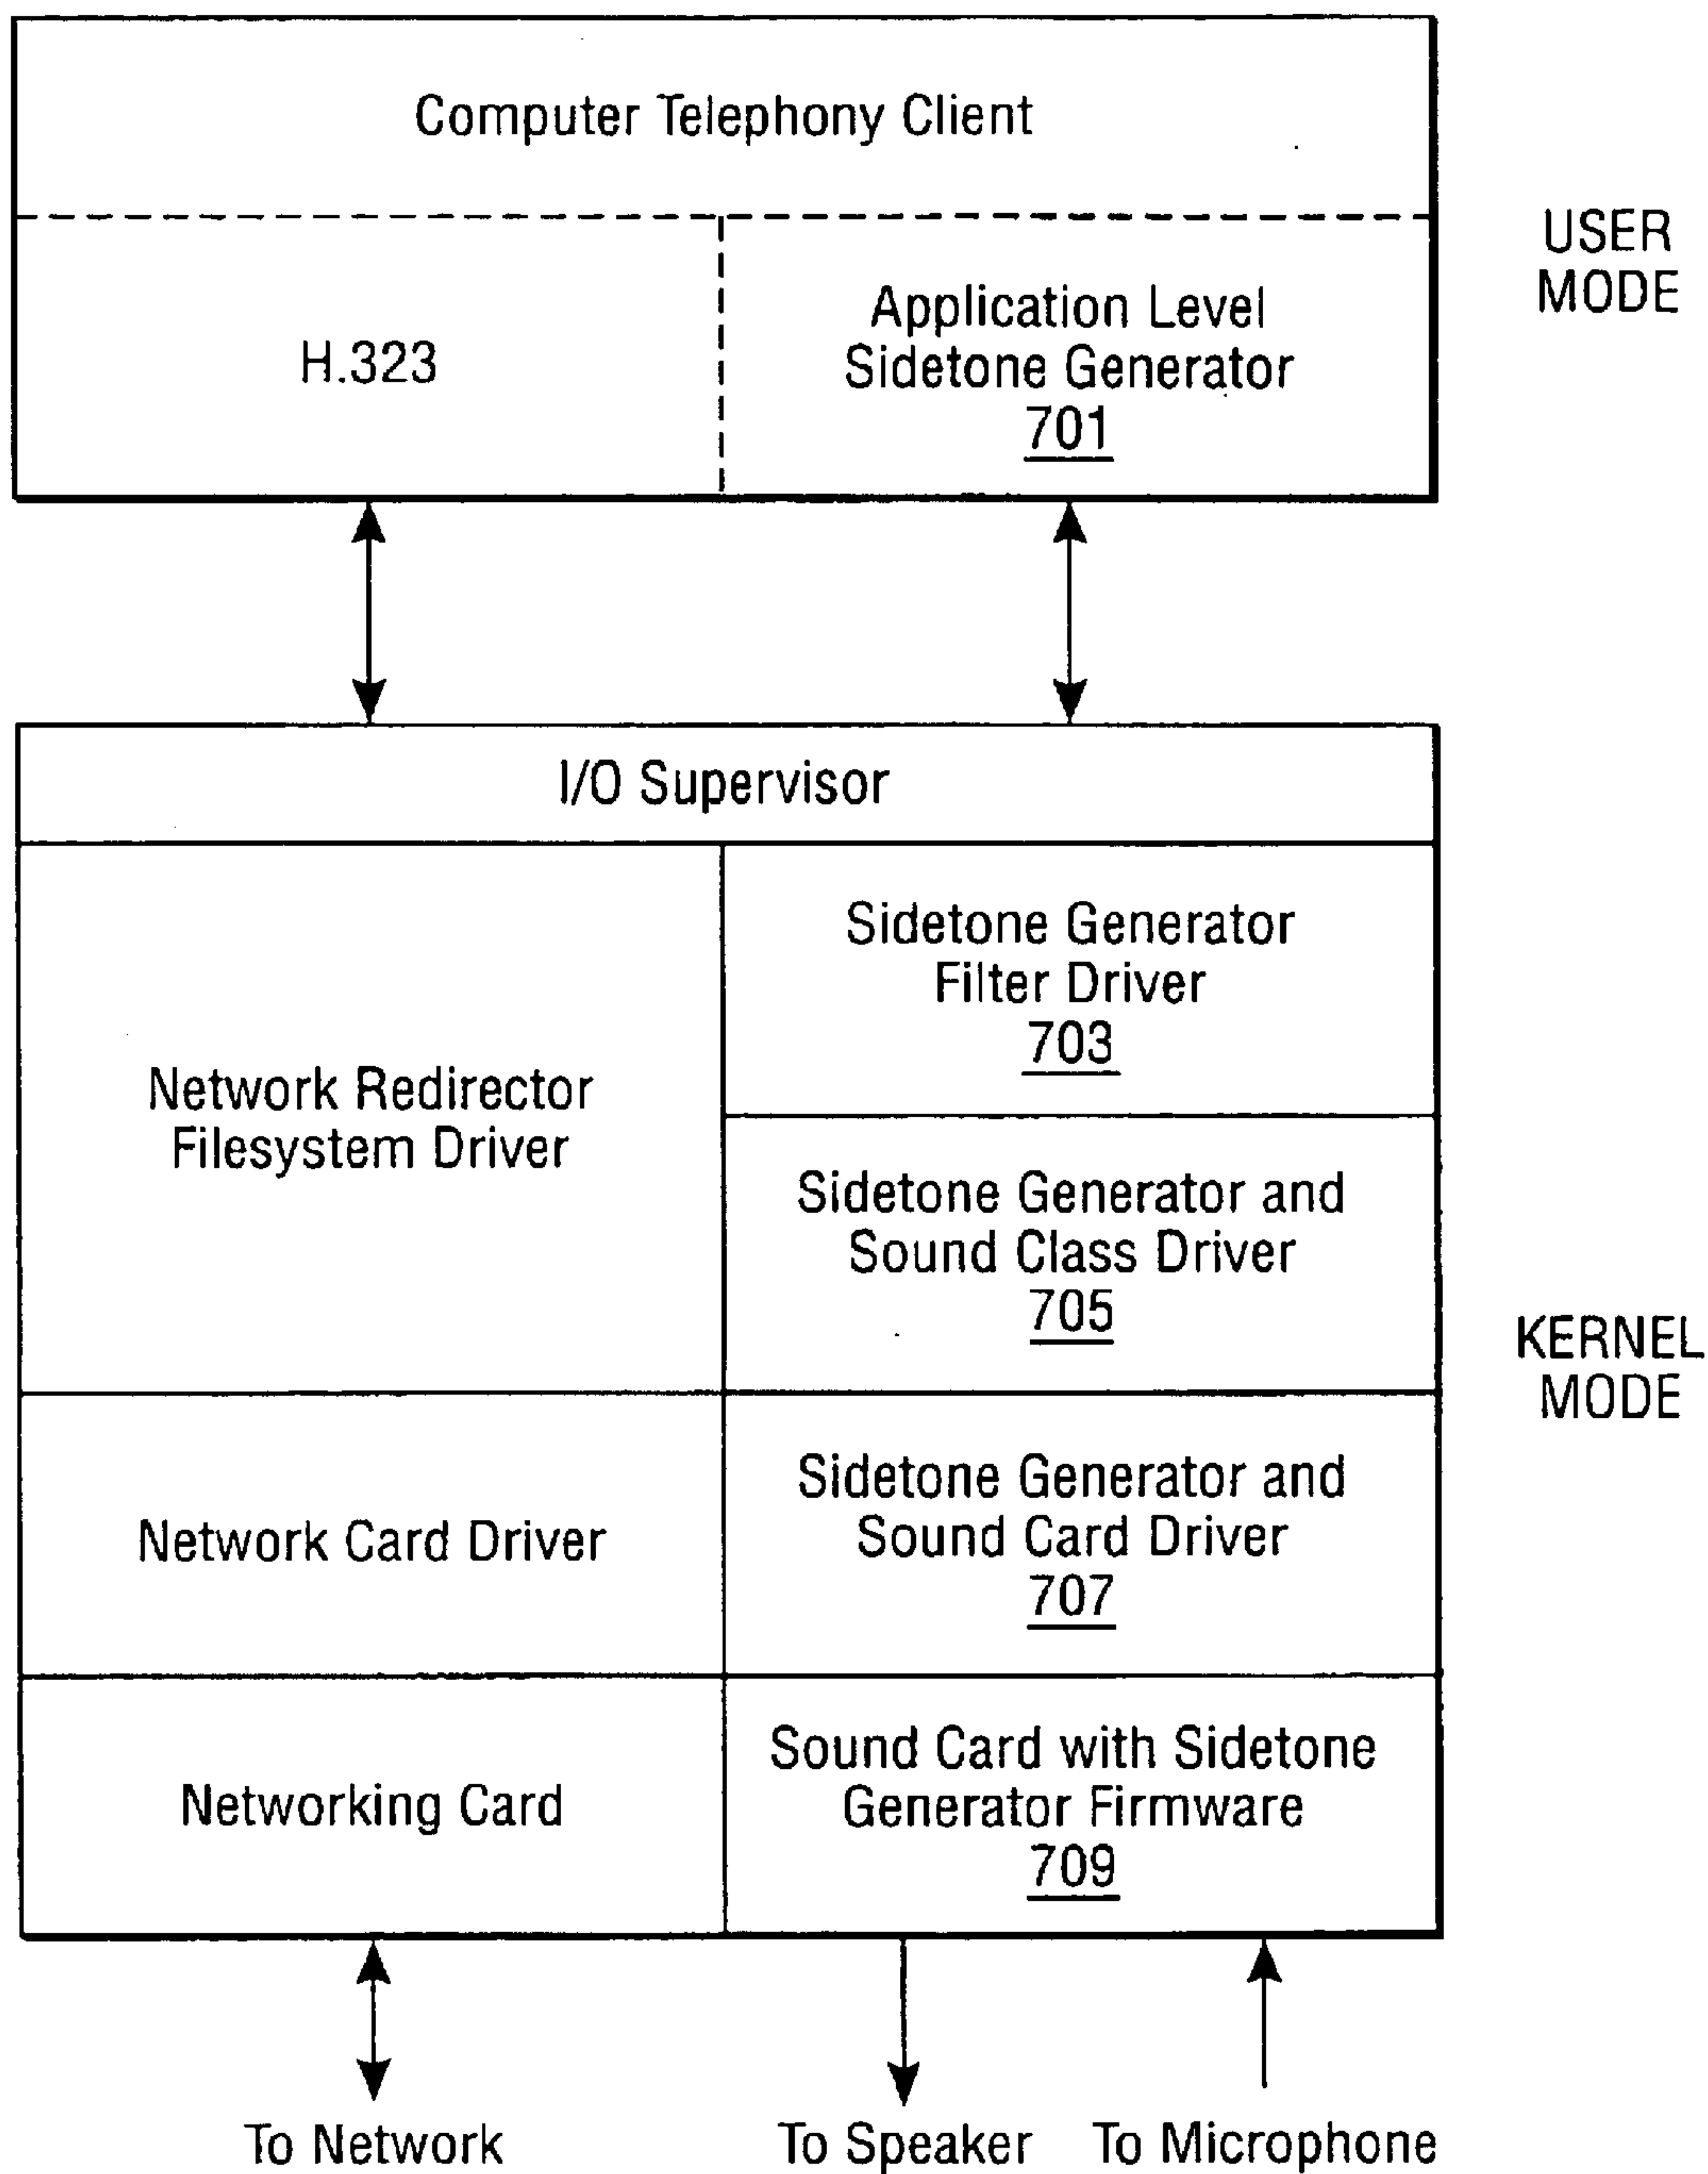 Computer Telephony Client
H.323
Application Level
Sidetone Generator
701
USER
MODE
I/O Supervisor
Network Redirector
Filesystem Driver
Sidetone Generator
Filter Driver
703
Sidetone Generator and
Sound Class Driver
705
KERNEL
MODE
Network Card Driver
Sidetone Generator and
Sound Card Driver
707
Networking Card
Sound Card with Sidetone
Generator Firmware
709
To Network
To Speaker
To Microphone